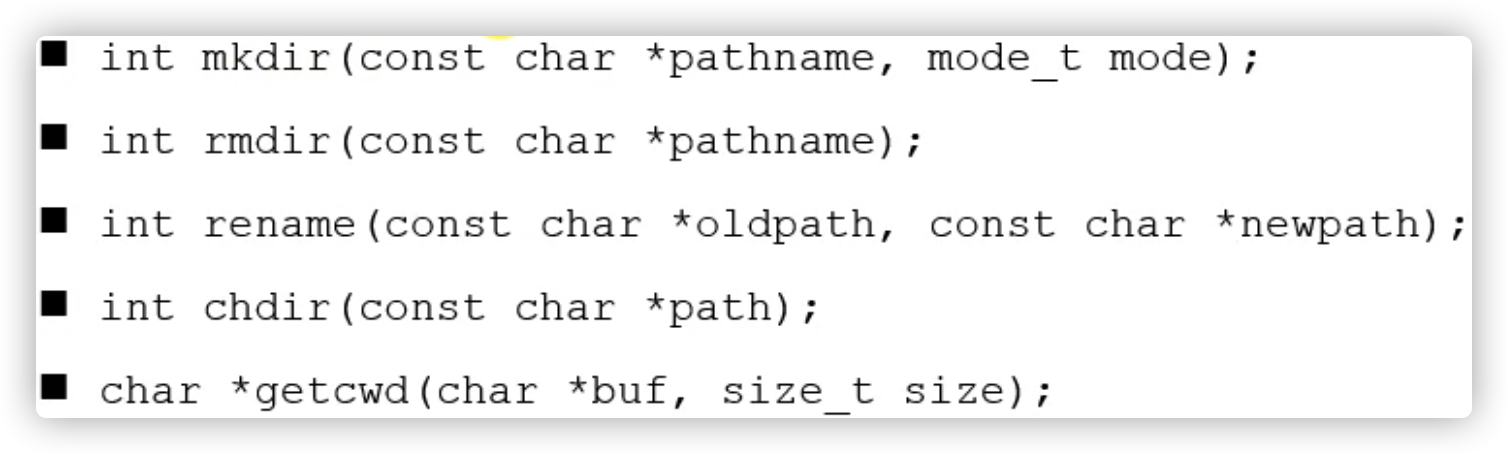 ■ int mkdir(const char *pathname, mode_t mode);
■ int rmdir(const char *pathname);
■ int rename(const char *oldpath, const char *newpath);
■ int chdir(const char *path);
■ char *getcwd(char *buf, size_t size);